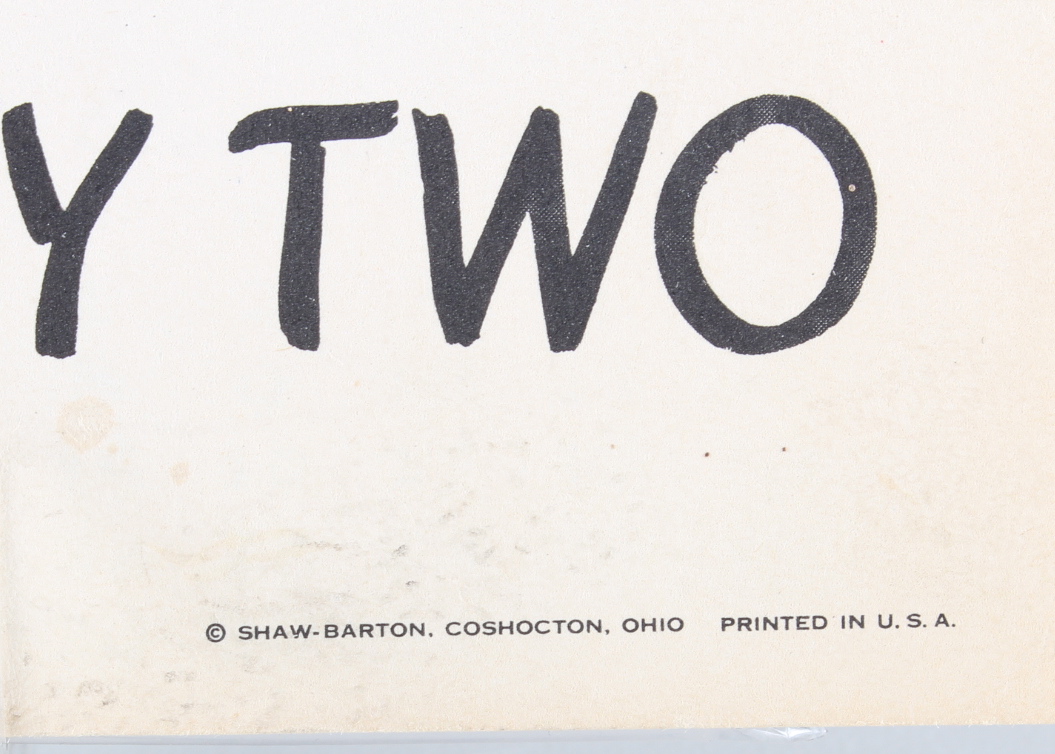 Y TWO
© SHAW-BARTON, COSHOCTON, OHIO PRINTED IN U. S. A.